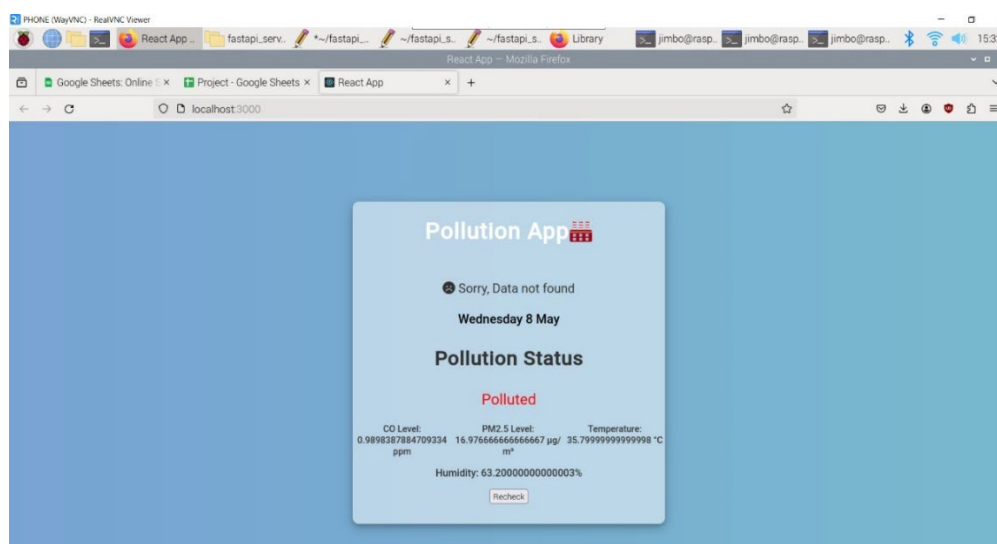 PHONE (WayVNC) - RealVNC Viewer
React App .. fastapi_serv.. *~/fastapi_.. ~/fastapi_s.. ~/fastapi_s.. Library jimbo@rasp.. jimbo@rasp.. jimbo@rasp.. 15:3
React App — Mozilla Firefox
Google Sheets: Online S Project - Google Sheets React App
localhost:3000
Pollution App
Sorry, Data not found
Wednesday 8 May
Pollution Status
Polluted
CO Level: PM2.5 Level: Temperature:
0.9898387884709334 16.976666666666667 µg/ 35.79999999999998 °C
ppm m³
Humidity: 63.20000000000003%
Recheck